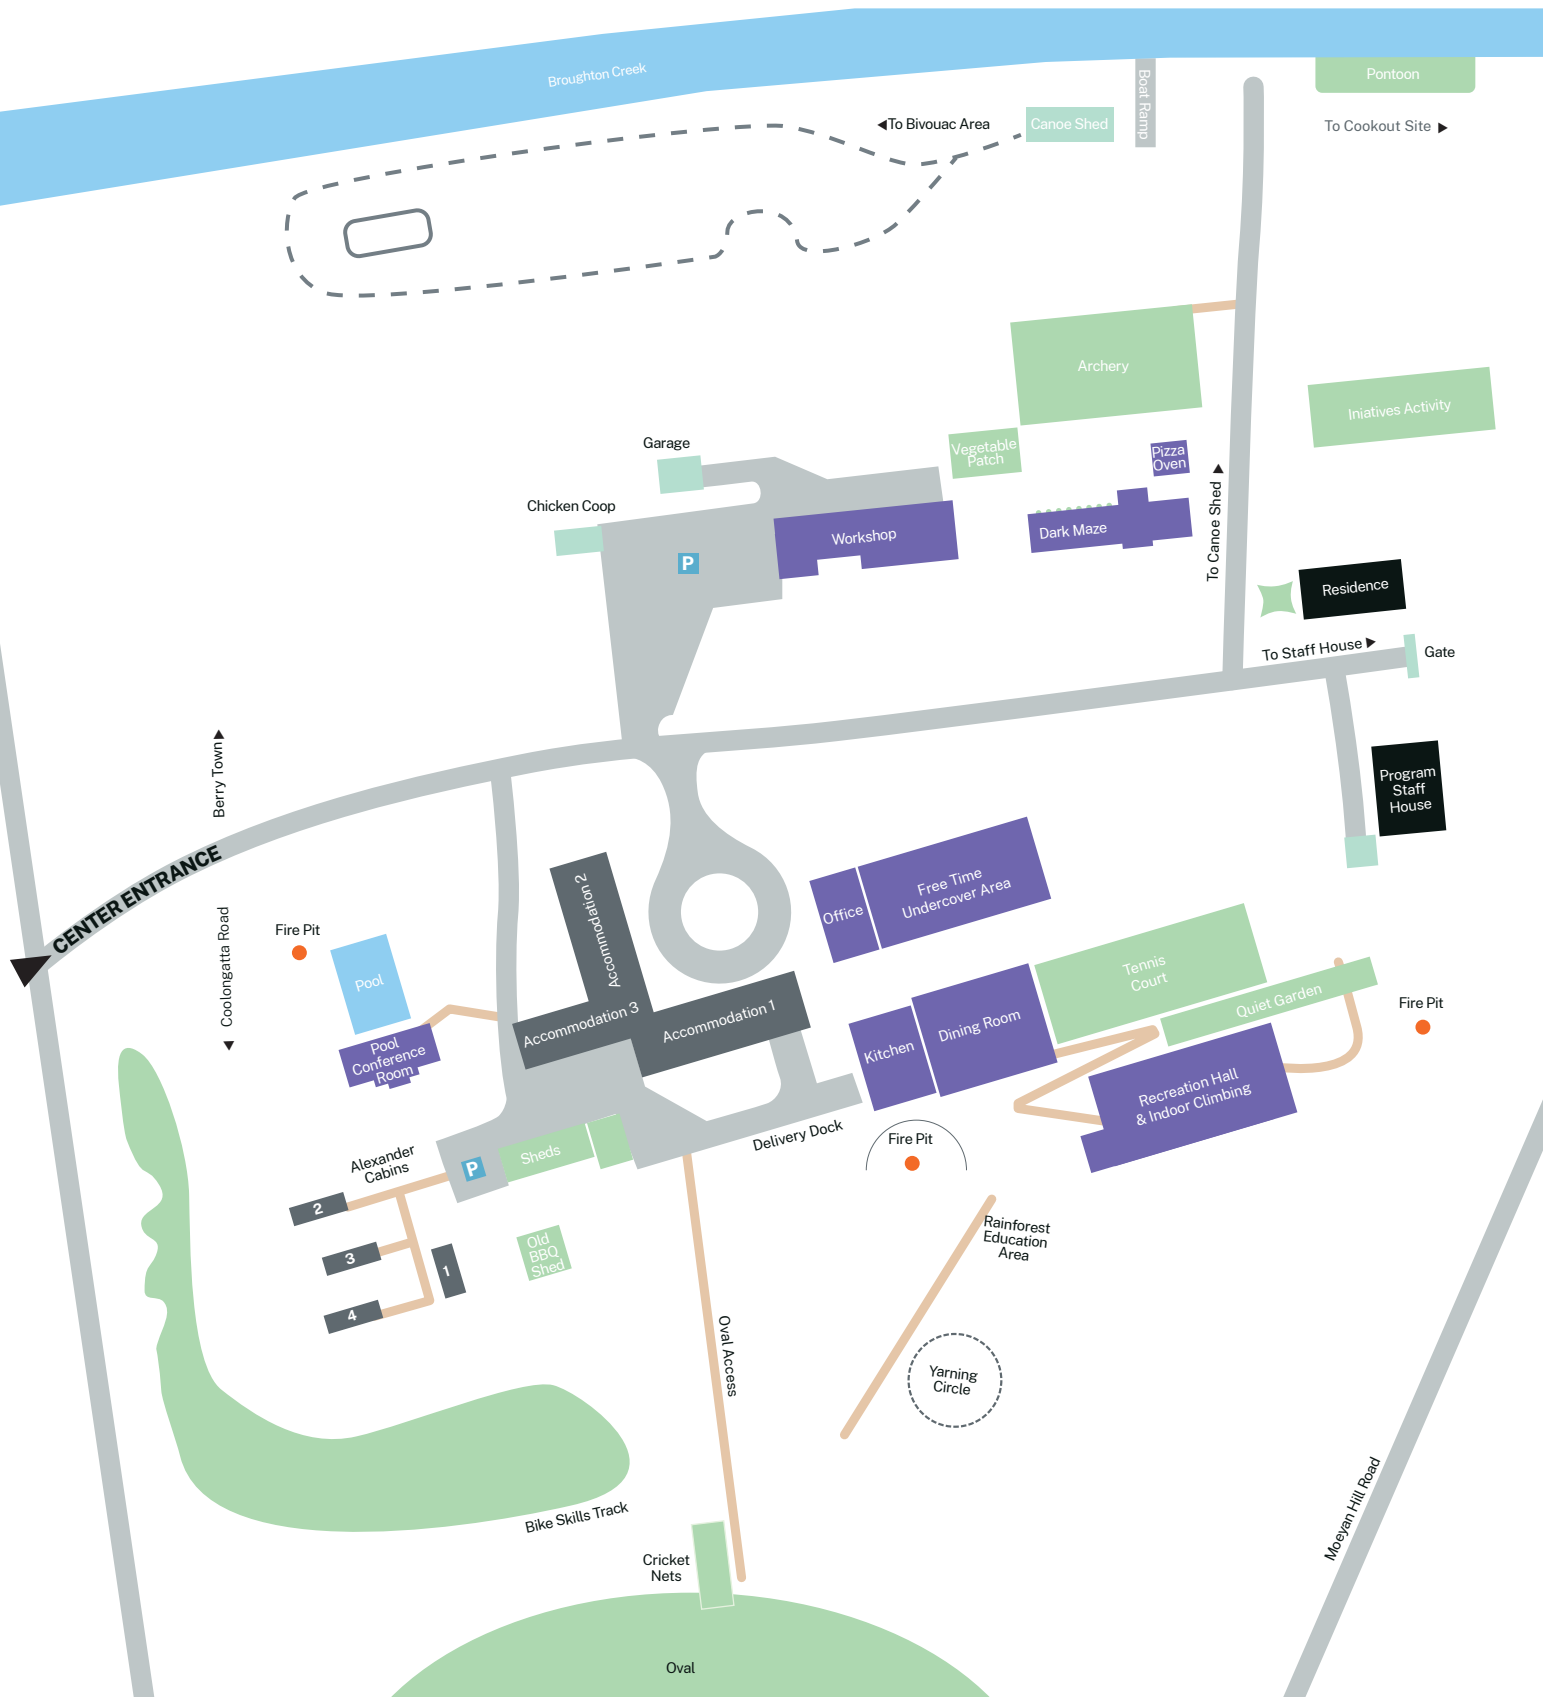 Broughton Creek
Pontoon
Boat Ramp
To Bivouac Area
Canoe Shed
To Cookout Site
Archery
Iniatives Activity
Garage
Vegetable
Patch
Pizza
Oven
Chicken Coop
Workshop
Dark Maze
P
To Canoe Shed
Residence
To Staff House
Gate
Berry Town
Program
Staff
House
CENTER ENTRANCE
Accommodation 2
Free Time
Undercover Area
Office
Coolongatta Road
Fire Pit
Pool
Tennis
Court
Quiet Garden
Fire Pit
Accommodation 3
Accommodation 1
Dining Room
Kitchen
Pool
Conference
Room
Recreation Hall
& Indoor Climbing
Delivery Dock
Fire Pit
Alexander
Cabins
P
Sheds
2
3
1
4
Old
BBQ
Shed
Rainforest
Education
Area
Oval Access
Yarning
Circle
Bike Skills Track
Moeyan Hill Road
Cricket
Nets
Oval